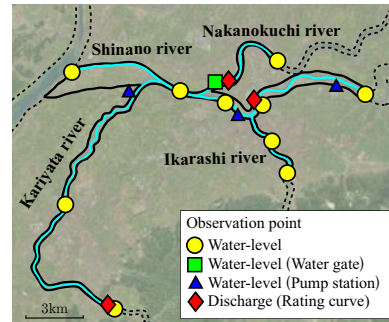 Nakanokuchi river
Shinano river
Kariyata river
Ikarashi river
Observation point
Water-level
Water-level (Water gate)
Water-level (Pump station)
Discharge (Rating curve)
3km